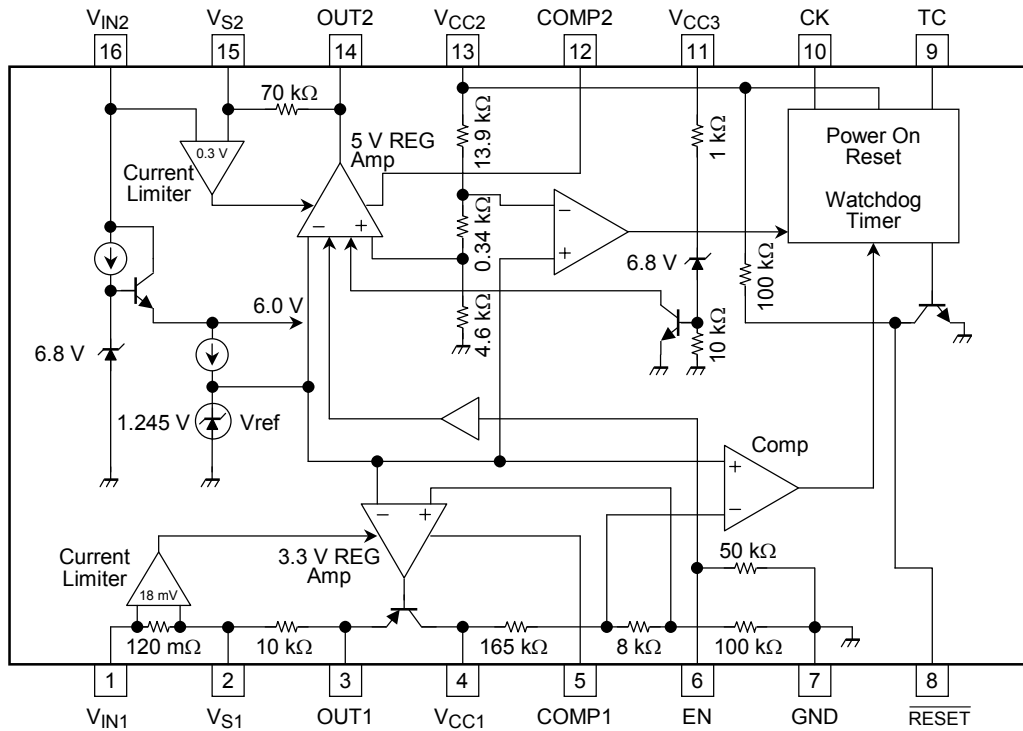 VIN2 VS2 OUT2 VCC2 COMP2 VCC3 CK TC
16 15 14 13 12 11 10 9
70 kΩ
13.9 kΩ
1 kΩ
Power On
Reset
Watchdog
Timer
0.3 V
Current
Limiter
5 V REG
Amp
−
+
0.34 kΩ
−
+
6.8 V
100 kΩ
6.0 V
4.6 kΩ
10 kΩ
6.8 V
1.245 V
Vref
Comp
+
−
−
+
Current
Limiter
3.3 V REG
Amp
50 kΩ
18 mV
120 mΩ
10 kΩ
165 kΩ
8 kΩ
100 kΩ
1 2 3 4 5 6 7 8
VIN1 VS1 OUT1 VCC1 COMP1 EN GND RESET